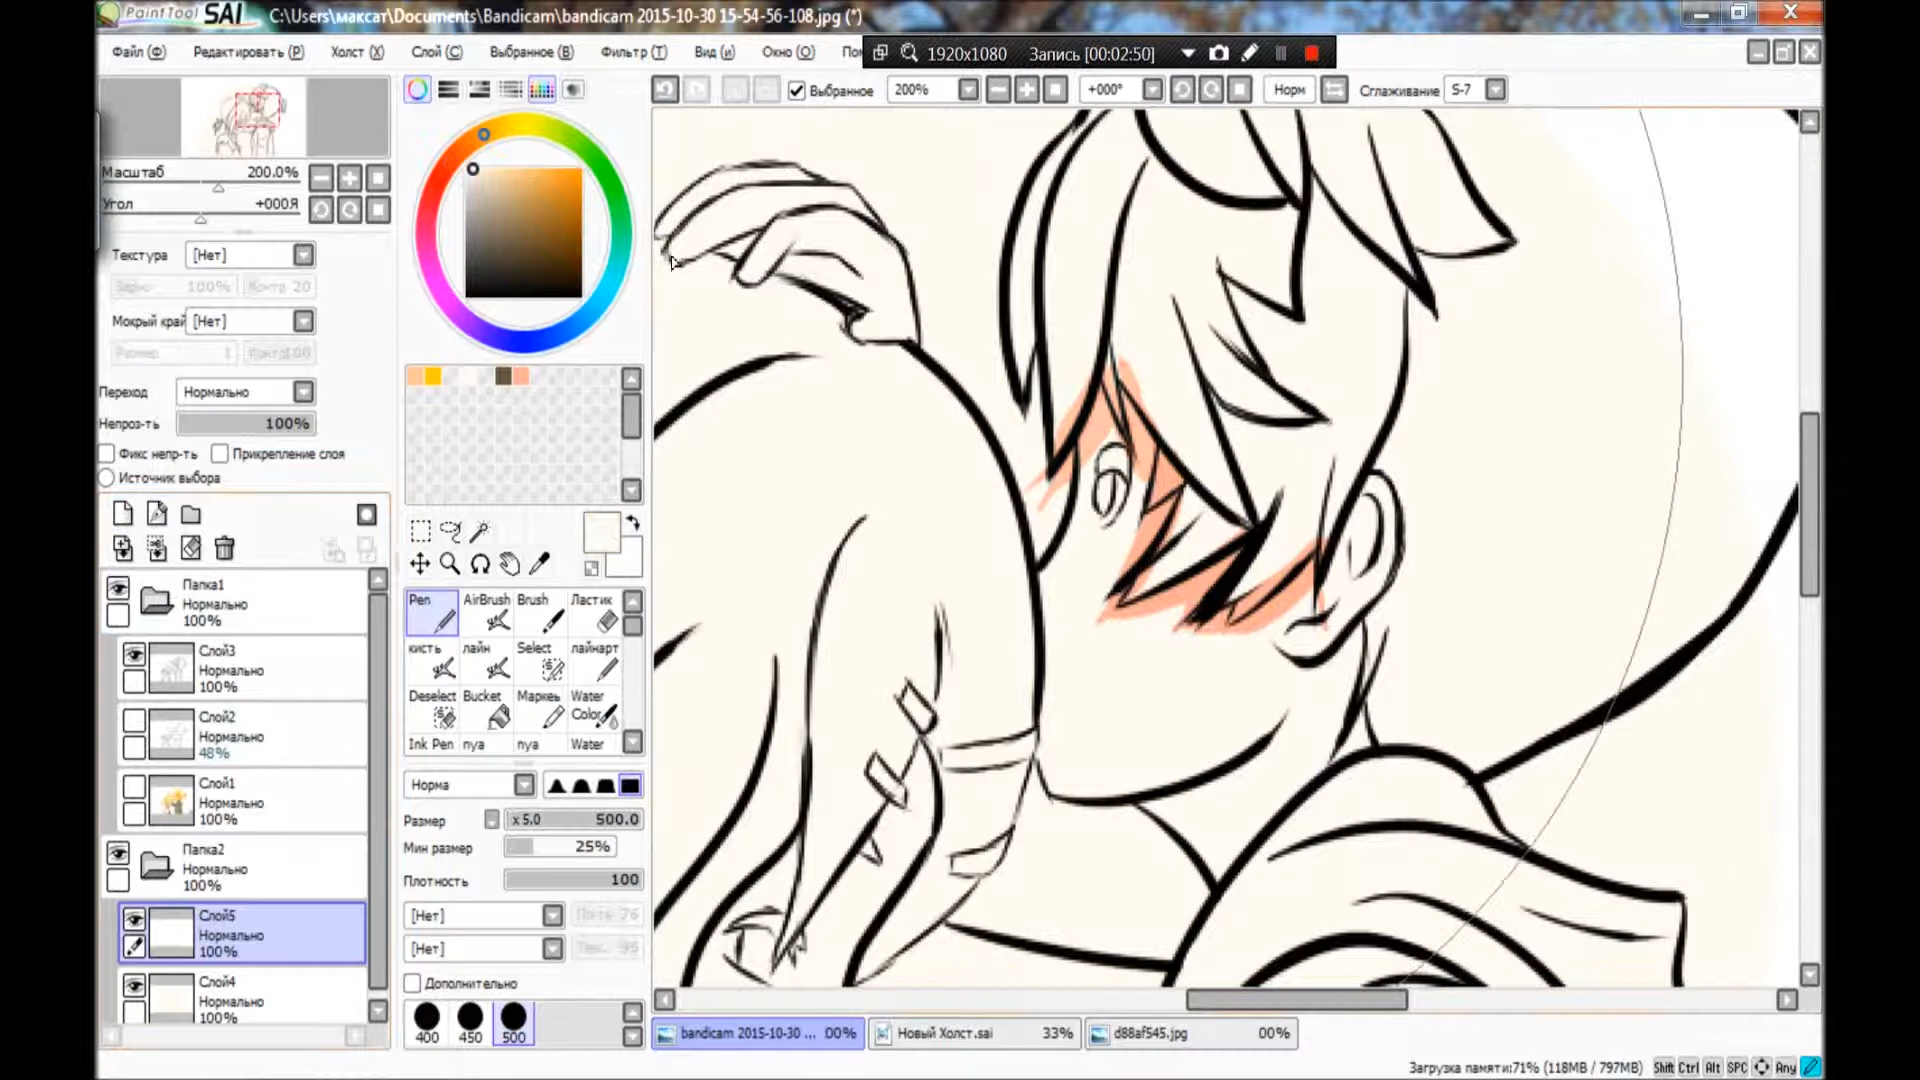 PaintTool SAI C:\Users\максат\Documents\Bandicam\bandicam 2015-10-30 15-54-56-108.jpg (*)
Файл (Ф) Редактировать (Р) Холст (Х) Слой (С) Выбранное (В) Фильтр (Т) Вид (и) Окно (О)
1920x1080 Запись [00:02:50]
Выбранное 200% +000° Норм Сглаживание S-7
Масштаб 200.0%
Угол +000Я
Текстура [Нет]
100% Контр 20
Мокрый край [Нет]
Размер 1
Переход Нормально
Непроз-ть 100%
Фикс непр-ть Прикрепление слоя
Источник выбора
Папка1
Нормально
100%
Слой3
Нормально
100%
Слой2
Нормально
48%
Слой1
Нормально
100%
Папка2
Нормально
100%
Слой5
Нормально
100%
Слой4
Нормально
100%
Pen AirBrush Brush Ластик
кисть лайн Select лайнарт
Deselect Bucket Маркеь Water Color
Ink Pen nya nya Water
Норма
Размер x 5.0 500.0
Мин размер 25%
Плотность 100
[Нет]
[Нет]
Дополнительно
400 450 500
bandicam 2015-10-30 ... 00% Новый Холст.sai 33% d88af545.jpg 00%
Загрузка памяти:71% (118MB / 797MB) Shift Ctrl Alt SPC Any